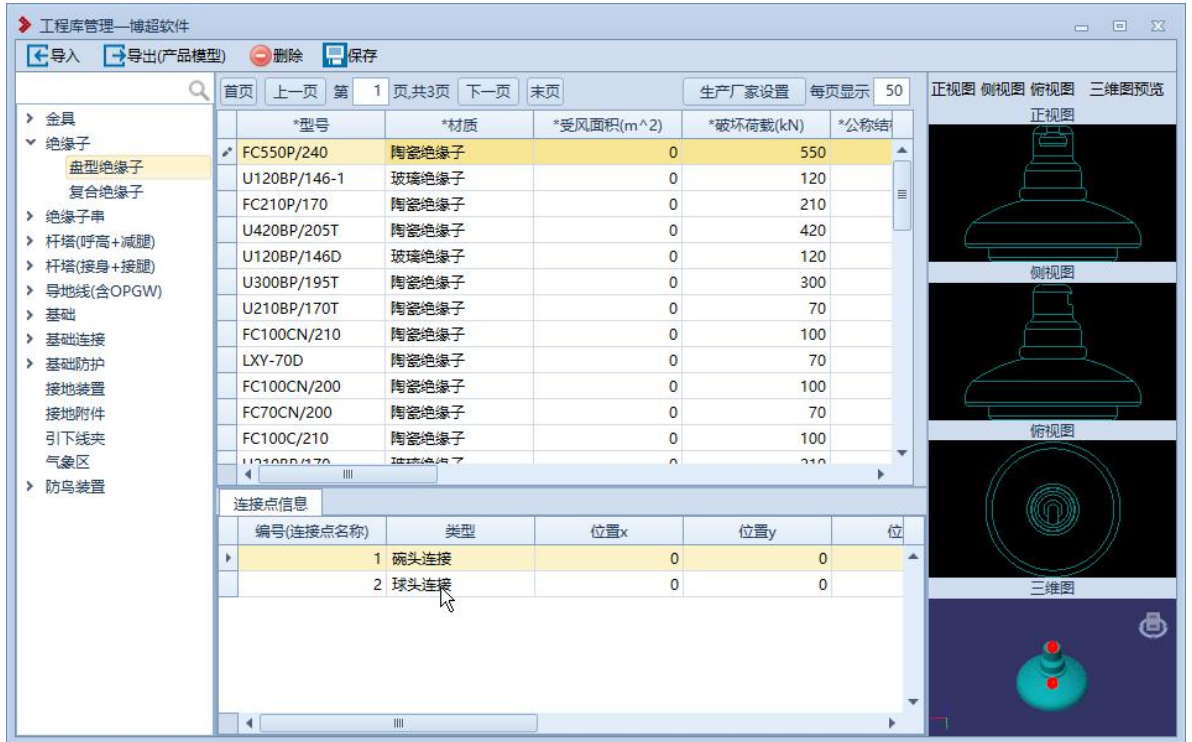 工程库管理—博超软件
导入 导出(产品模型) 删除 保存
金具
绝缘子
盘型绝缘子
复合绝缘子
绝缘子串
杆塔(呼高+减腿)
杆塔(接身+接腿)
导地线(含OPGW)
基础
基础连接
基础防护
接地装置
接地附件
引下线夹
气象区
防鸟装置
首页 上一页 第 1 页,共3页 下一页 末页 生产厂家设置 每页显示 50
*型号 *材质 *受风面积(m^2) *破坏荷载(kN) *公称结
FC550P/240 陶瓷绝缘子 0 550
U120BP/146-1 玻璃绝缘子 0 120
FC210P/170 陶瓷绝缘子 0 210
U420BP/205T 陶瓷绝缘子 0 420
U120BP/146D 玻璃绝缘子 0 120
U300BP/195T 陶瓷绝缘子 0 300
U210BP/170T 陶瓷绝缘子 0 70
FC100CN/210 陶瓷绝缘子 0 100
LXY-70D 陶瓷绝缘子 0 70
FC100CN/200 陶瓷绝缘子 0 100
FC70CN/200 陶瓷绝缘子 0 70
FC100C/210 陶瓷绝缘子 0 100
连接点信息
编号(连接点名称) 类型 位置x 位置y 位
1 碗头连接 0 0
2 球头连接 0 0
正视图 侧视图 俯视图 三维图预览
正视图
侧视图
俯视图
三维图